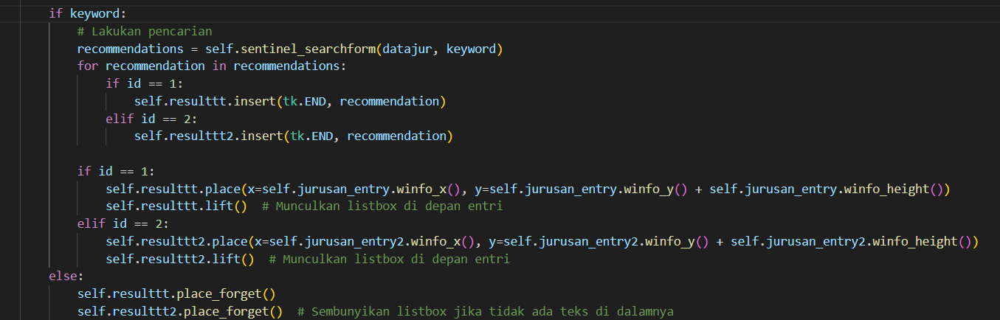 if keyword:
    # Lakukan pencarian
    recommendations = self.sentinel_searchform(datajur, keyword)
    for recommendation in recommendations:
        if id == 1:
            self.resulttt.insert(tk.END, recommendation)
        elif id == 2:
            self.resulttt2.insert(tk.END, recommendation)

    if id == 1:
        self.resulttt.place(x=self.jurusan_entry.winfo_x(), y=self.jurusan_entry.winfo_y() + self.jurusan_entry.winfo_height())
        self.resulttt.lift()  # Munculkan listbox di depan entri
    elif id == 2:
        self.resulttt2.place(x=self.jurusan_entry2.winfo_x(), y=self.jurusan_entry2.winfo_y() + self.jurusan_entry2.winfo_height())
        self.resulttt2.lift()  # Munculkan listbox di depan entri
else:
    self.resulttt.place_forget()
    self.resulttt2.place_forget()  # Sembunyikan listbox jika tidak ada teks di dalamnya